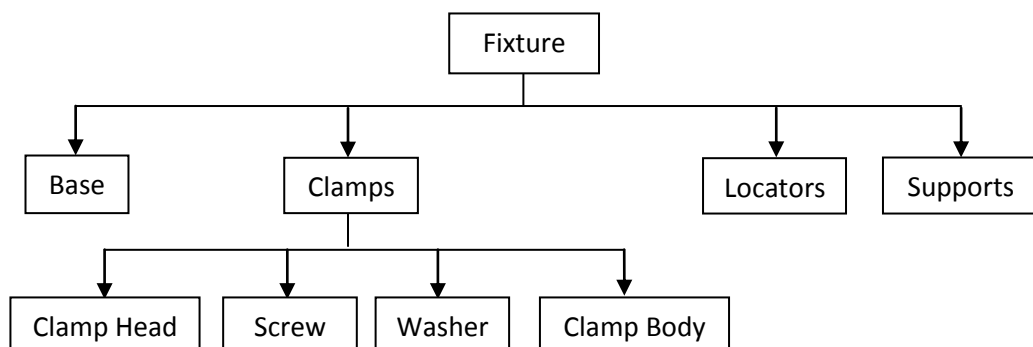 Fixture
Base
Clamps
Locators
Supports
Clamp Head
Screw
Washer
Clamp Body